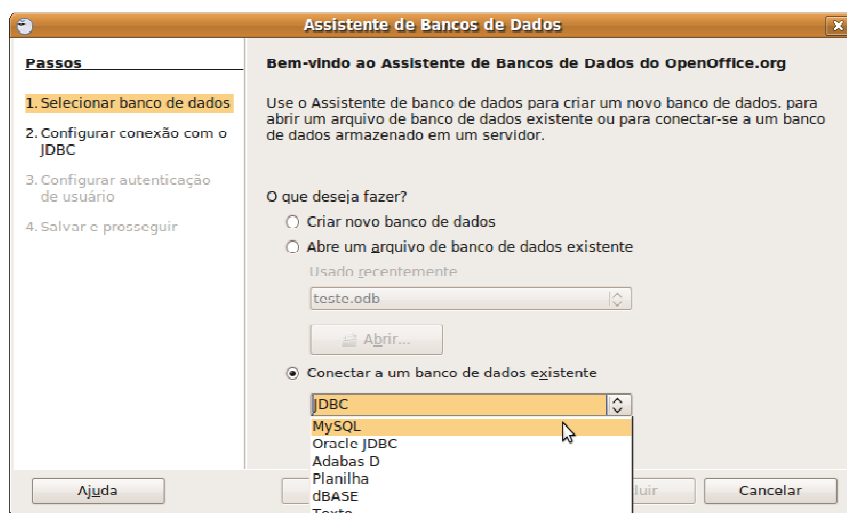 Assistente de Bancos de Dados
Passos
1. Selecionar banco de dados
2. Configurar conexão com o
JDBC
3. Configurar autenticação
de usuário
4. Salvar e prosseguir
Bem-vindo ao Assistente de Bancos de Dados do OpenOffice.org
Use o Assistente de banco de dados para criar um novo banco de dados. para
abrir um arquivo de banco de dados existente ou para conectar-se a um banco
de dados armazenado em um servidor.
O que deseja fazer?
Criar novo banco de dados
Abre um arquivo de banco de dados existente
Usado recentemente
teste.odb
Abrir...
Conectar a um banco de dados existente
JDBC
MySQL
Oracle JDBC
Adabas D
Planilha
dBASE
Texto
Ajuda
Cancelar